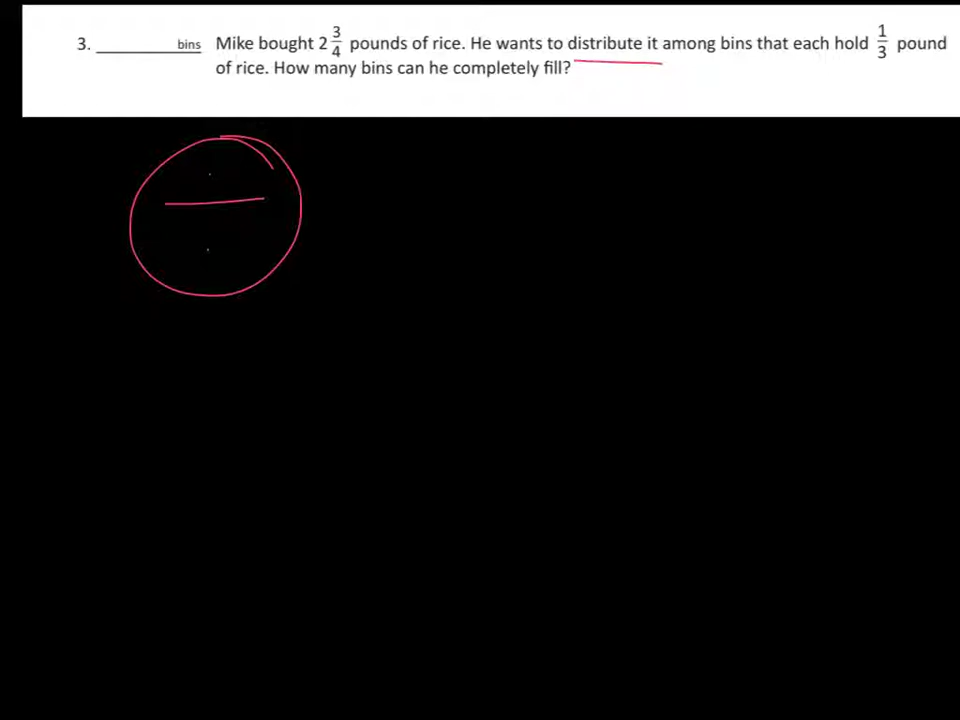 3. __________ bins Mike bought 2 3/4 pounds of rice. He wants to distribute it among bins that each hold 1/3 pound
of rice. How many bins can he completely fill?
÷